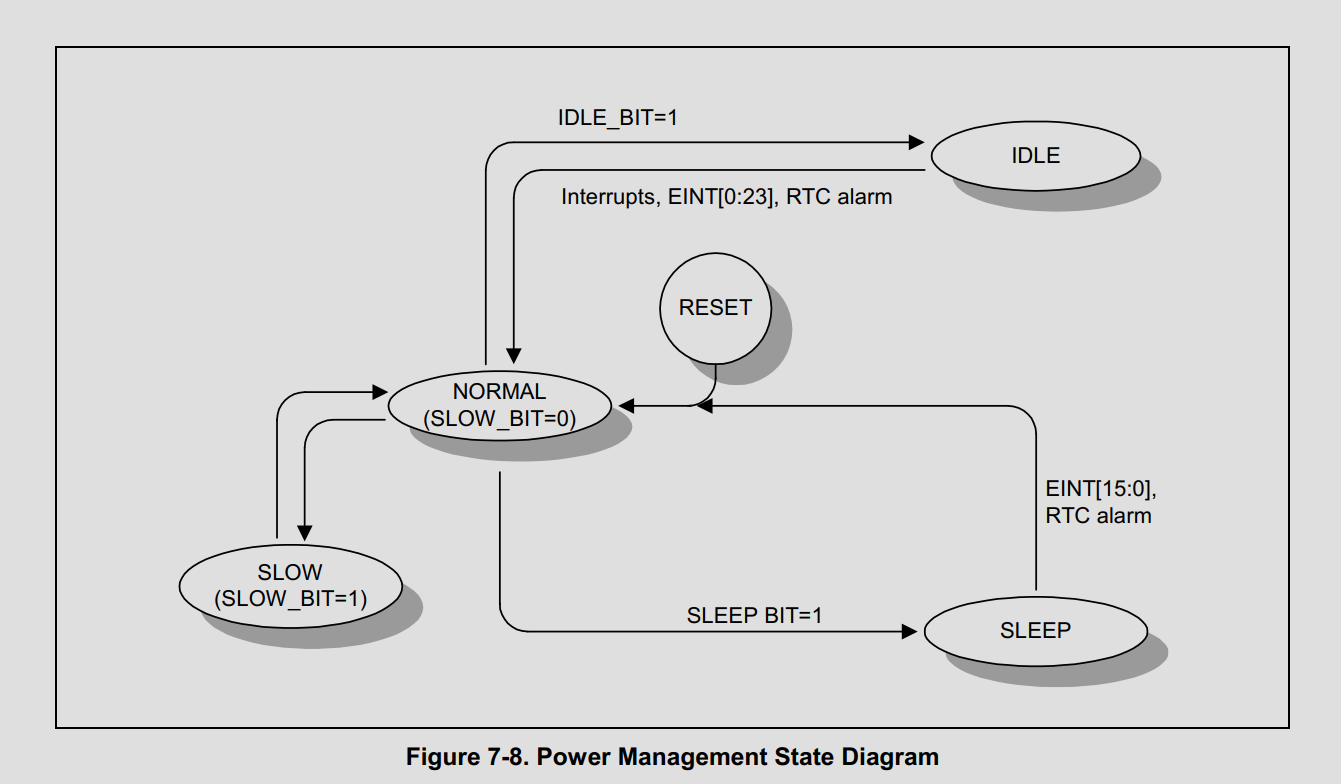 IDLE_BIT=1
IDLE
Interrupts, EINT[0:23], RTC alarm
RESET
NORMAL
(SLOW_BIT=0)
EINT[15:0],
RTC alarm
SLOW
(SLOW_BIT=1)
SLEEP BIT=1
SLEEP
Figure 7-8. Power Management State Diagram